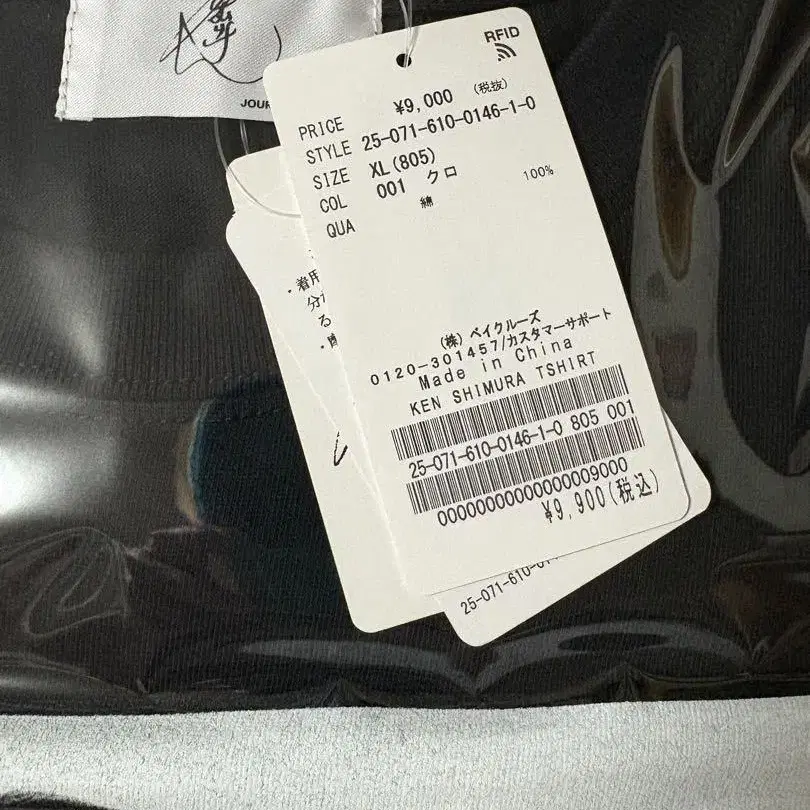 JOUR
RFID
PRICE ¥9,000 (税抜)
STYLE 25-071-610-0146-1-0
SIZE XL(805)
COL 001 クロ
QUA 綿 100%
(株)ベイクルーズ
0120-301457/カスタマーサポート
Made in China
KEN SHIMURA TSHIRT
25-071-610-0146-1-0 805 001
00000000000000009000
¥9,900(税込)
・着用
分
る
25-071-610-01